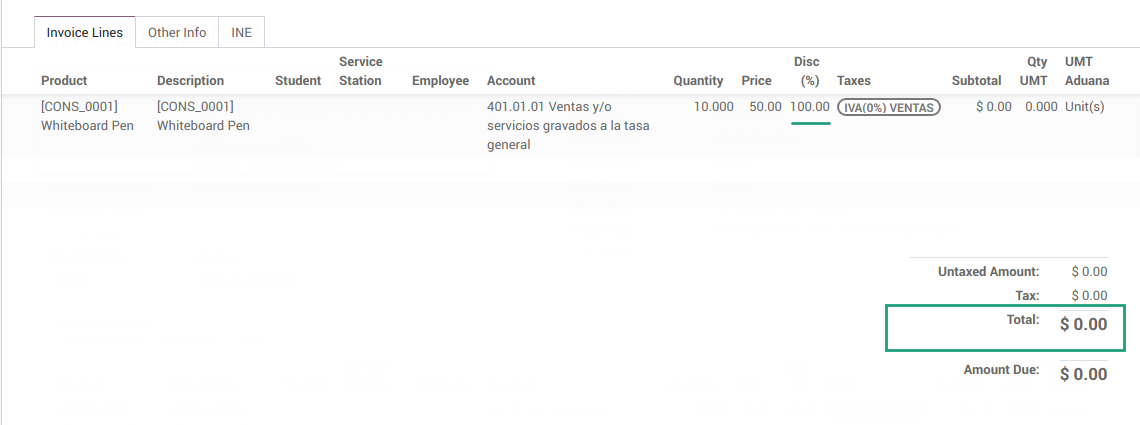 Invoice Lines Other Info INE
Service Disc Qty UMT
Product Description Student Station Employee Account Quantity Price (%) Taxes Subtotal UMT Aduana
[CONS_0001] [CONS_0001] 401.01.01 Ventas y/o 10.000 50.00 100.00 IVA(0%) VENTAS $ 0.00 0.000 Unit(s)
Whiteboard Pen Whiteboard Pen servicios gravados a la tasa
general
Untaxed Amount: $ 0.00
Tax: $ 0.00
Total: $ 0.00
Amount Due: $ 0.00